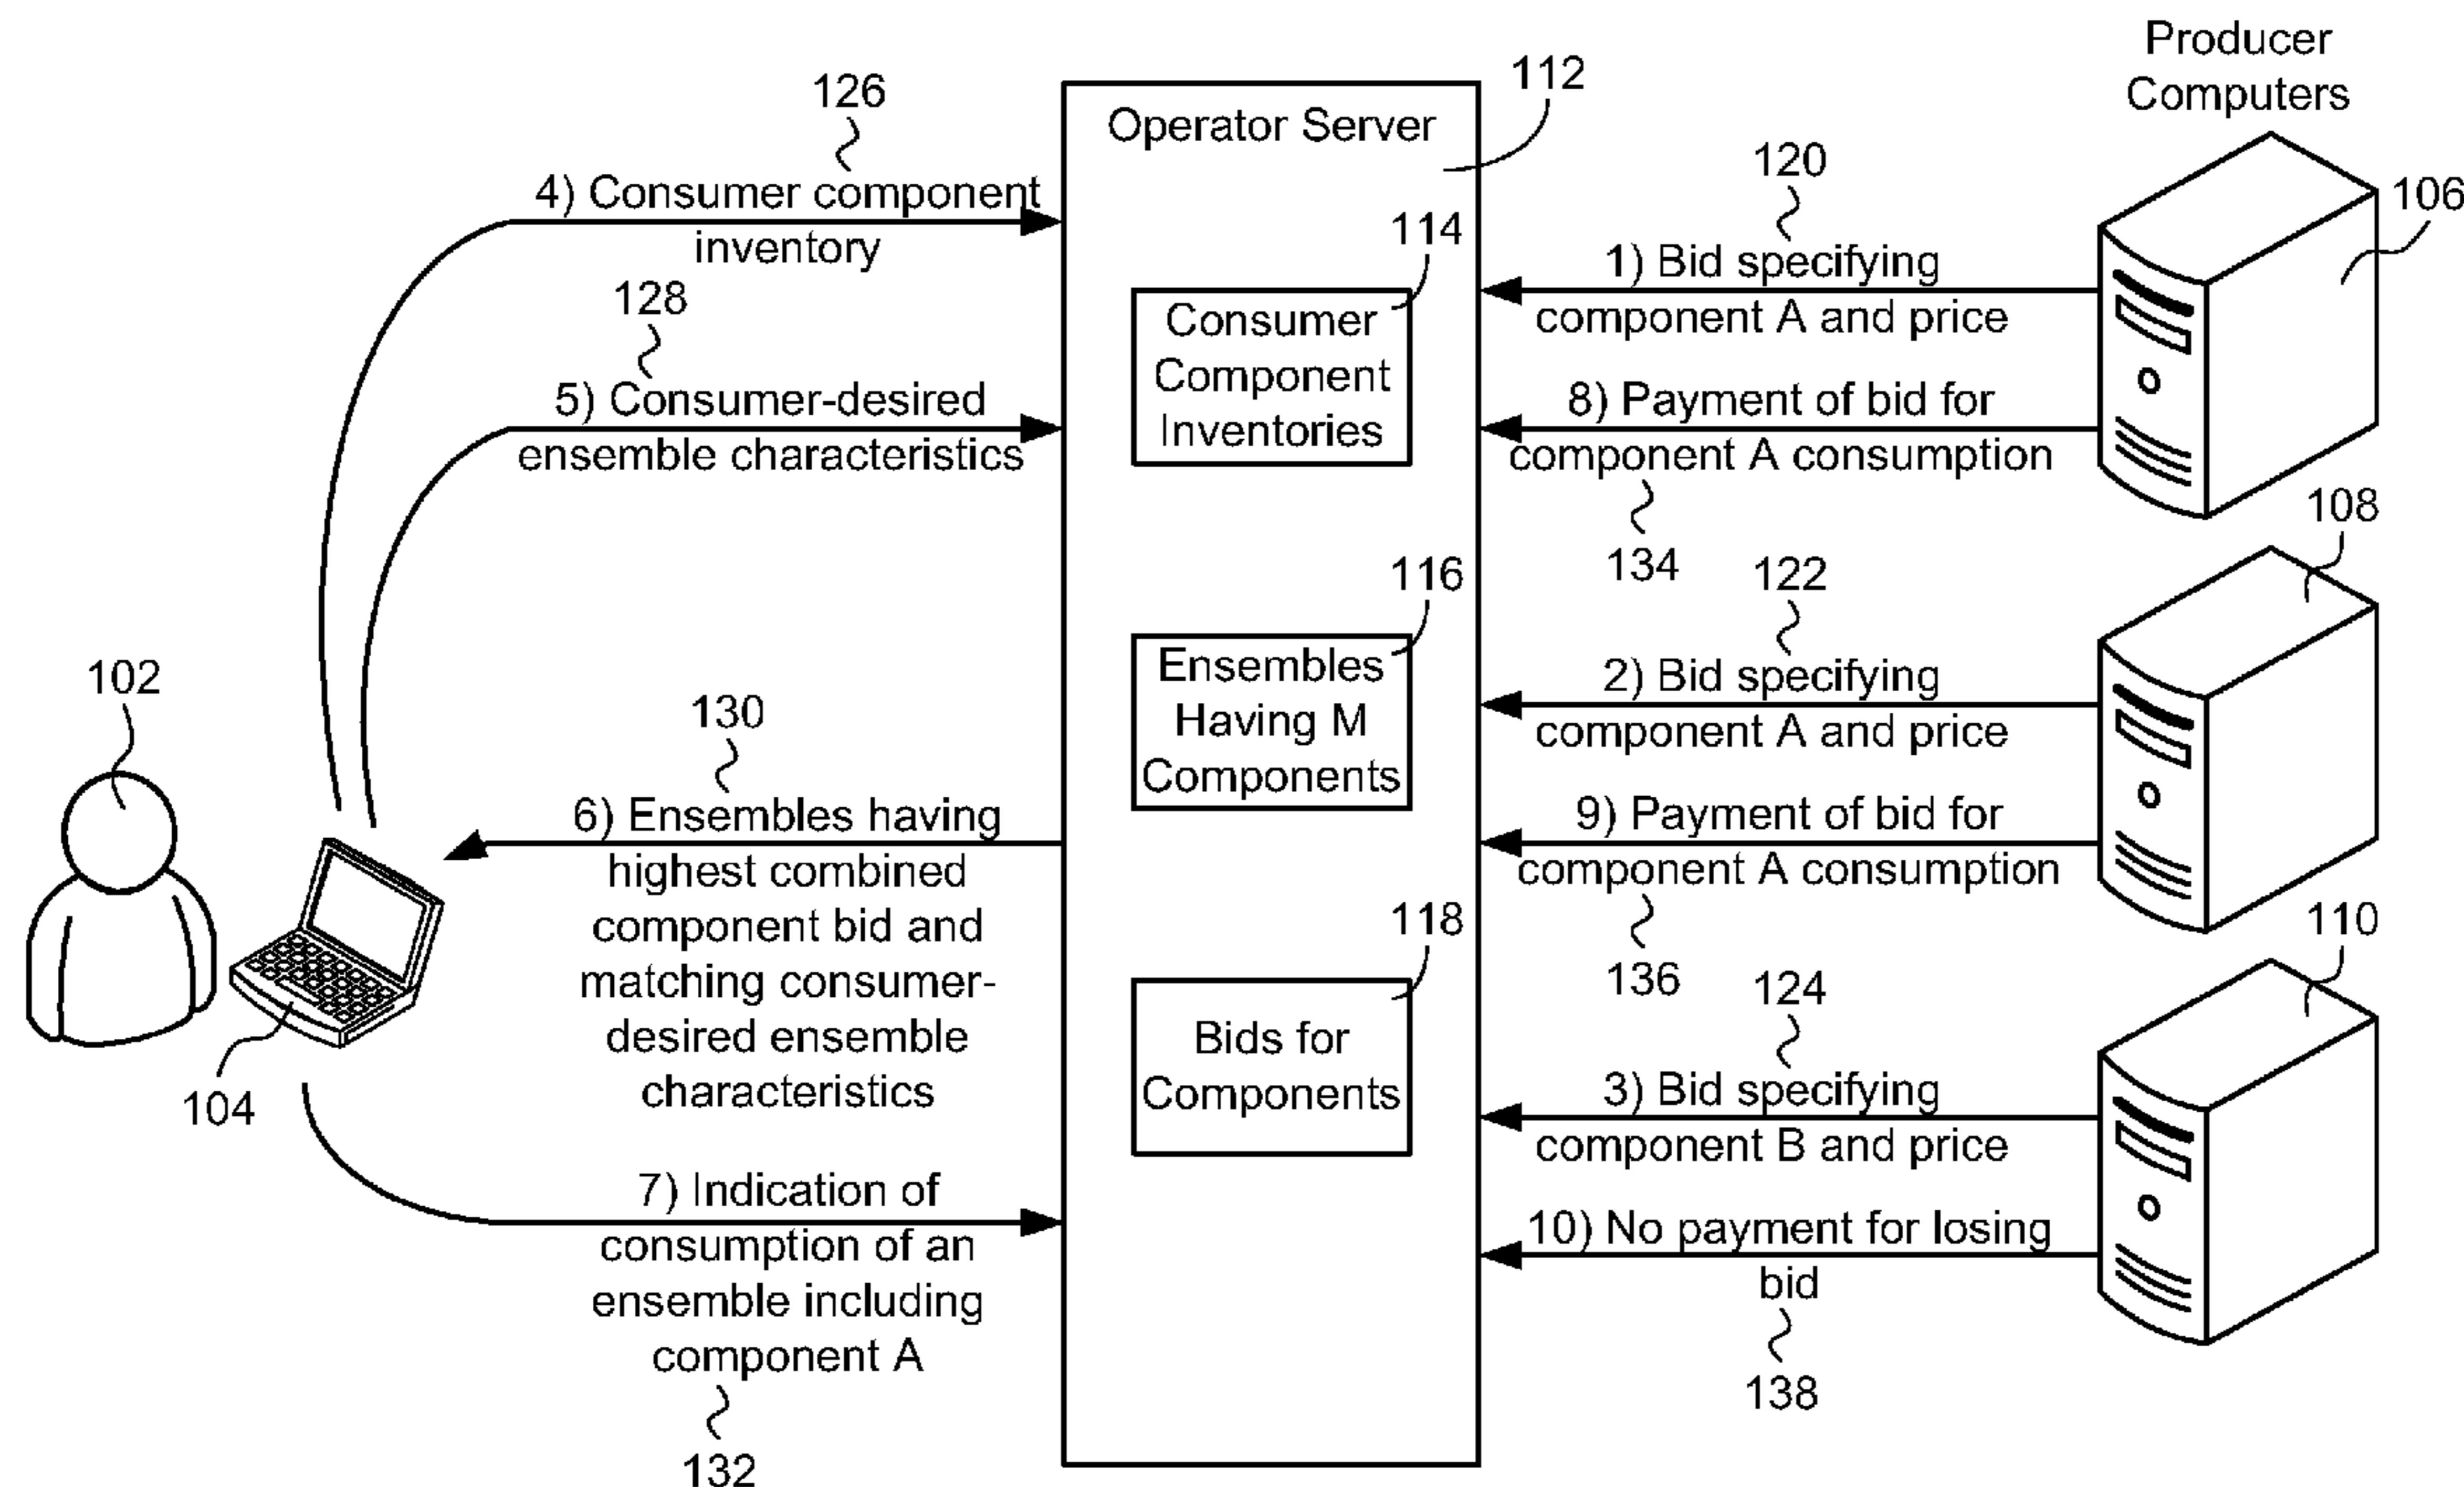 Producer
Computers
126
112
Operator Server
120
106
4) Consumer component
inventory
114
1) Bid specifying
component A and price
128
Consumer
Component
Inventories
5) Consumer-desired
ensemble characteristics
8) Payment of bid for
component A consumption
134
108
116
122
102
Ensembles
Having M
Components
2) Bid specifying
component A and price
130
6) Ensembles having
highest combined
component bid and
matching consumer-
desired ensemble
characteristics
9) Payment of bid for
component A consumption
136
118
110
124
104
Bids for
Components
3) Bid specifying
component B and price
7) Indication of
consumption of an
ensemble including
component A
132
10) No payment for losing
bid
138